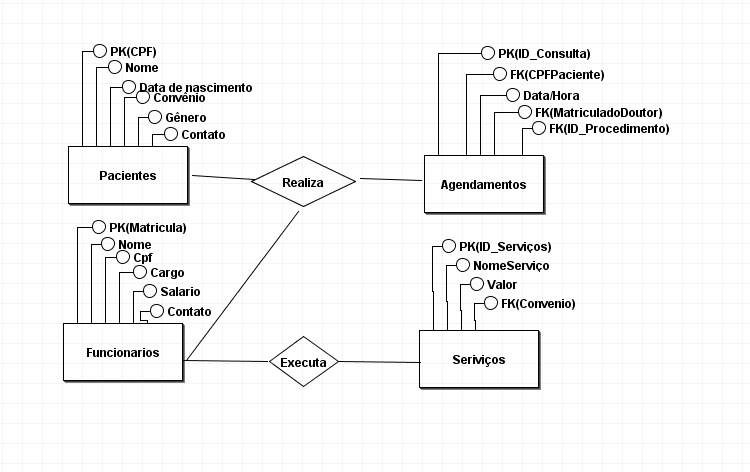 PK(CPF)
Nome
Data de nascimento
Convênio
Gênero
Contato
Pacientes
Realiza
PK(ID_Consulta)
FK(CPFPaciente)
Data/Hora
FK(MatriculadoDoutor)
FK(ID_Procedimento)
Agendamentos
PK(Matricula)
Nome
Cpf
Cargo
Salario
Contato
Funcionarios
Executa
PK(ID_Serviços)
NomeServiço
Valor
FK(Convenio)
Seriviços